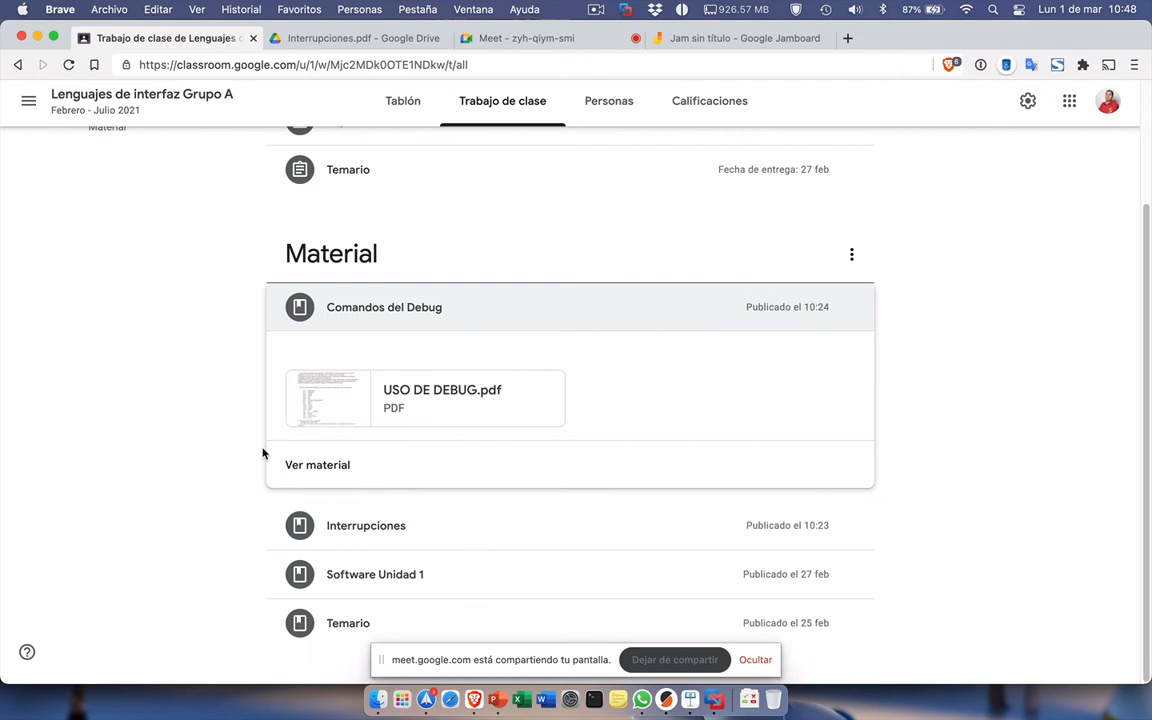 Brave Archivo Editar Ver Historial Favoritos Personas Pestaña Ventana Ayuda 926.57 MB 87% Lun 1 de mar 10:48
Trabajo de clase de Lenguajes Interrupciones.pdf - Google Drive Meet - zyh-qiym-smi Jam sin título - Google Jamboard
https://classroom.google.com/u/1/w/Mjc2MDk0OTE1NDkw/t/all 6
Lenguajes de interfaz Grupo A
Febrero - Julio 2021
Tablón Trabajo de clase Personas Calificaciones
Material
Temario Fecha de entrega: 27 feb
Material
Comandos del Debug Publicado el 10:24
USO DE DEBUG.pdf
PDF
Ver material
Interrupciones Publicado el 10:23
Software Unidad 1 Publicado el 27 feb
Temario Publicado el 25 feb
meet.google.com está compartiendo tu pantalla. Dejar de compartir Ocultar